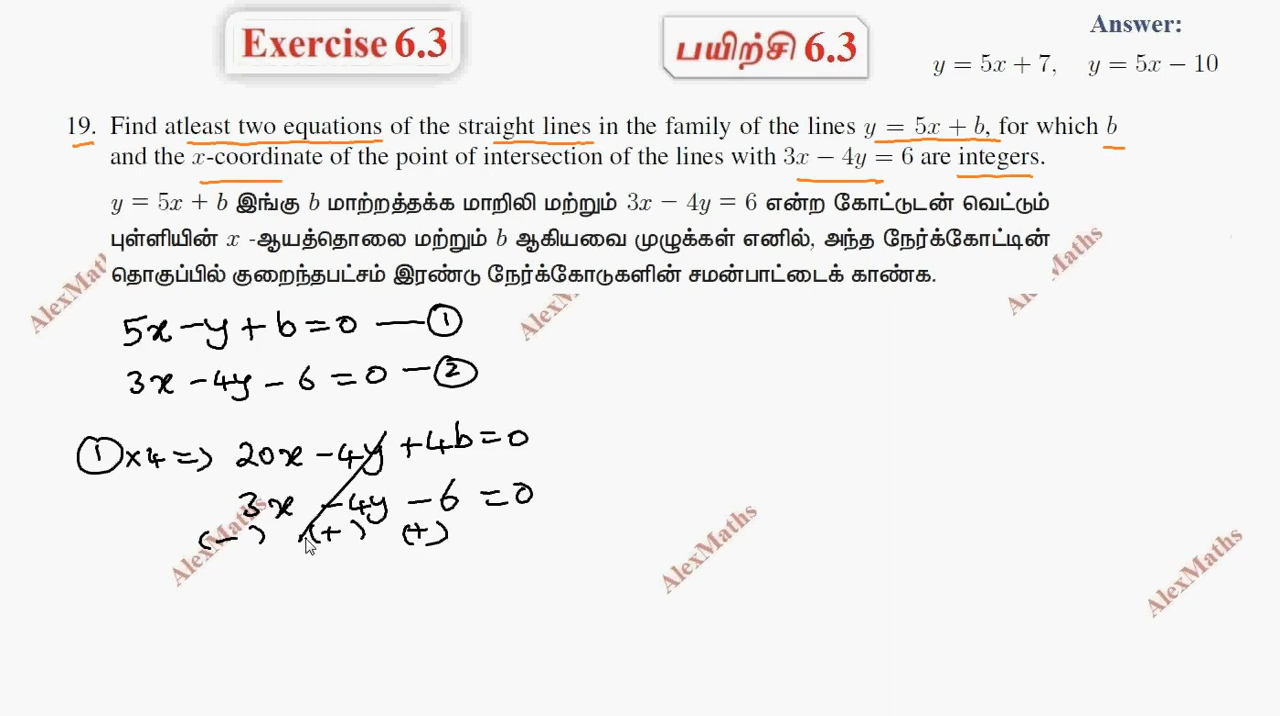 Exercise 6.3
பயிற்சி 6.3
Answer:
y = 5x + 7, y = 5x − 10
19. Find atleast two equations of the straight lines in the family of the lines y = 5x + b, for which b
and the x-coordinate of the point of intersection of the lines with 3x − 4y = 6 are integers.
y = 5x + b இங்கு b மாற்றத்தக்க மாறிலி மற்றும் 3x − 4y = 6 என்ற கோட்டுடன் வெட்டும்
புள்ளியின் x -ஆயத்தொலை மற்றும் b ஆகியவை முழுக்கள் எனில், அந்த நேர்க்கோட்டின்
தொகுப்பில் குறைந்தபட்சம் இரண்டு நேர்க்கோடுகளின் சமன்பாட்டைக் காண்க.
AlexMaths
AlexMaths
AlexMaths
5x − y + b = 0 — ①
3x − 4y − 6 = 0 — ②
① × 4 ⇒ 20x − 4y + 4b = 0
3x − 4y − 6 = 0
(−) (+) (+)
AlexMaths
AlexMaths
AlexMaths